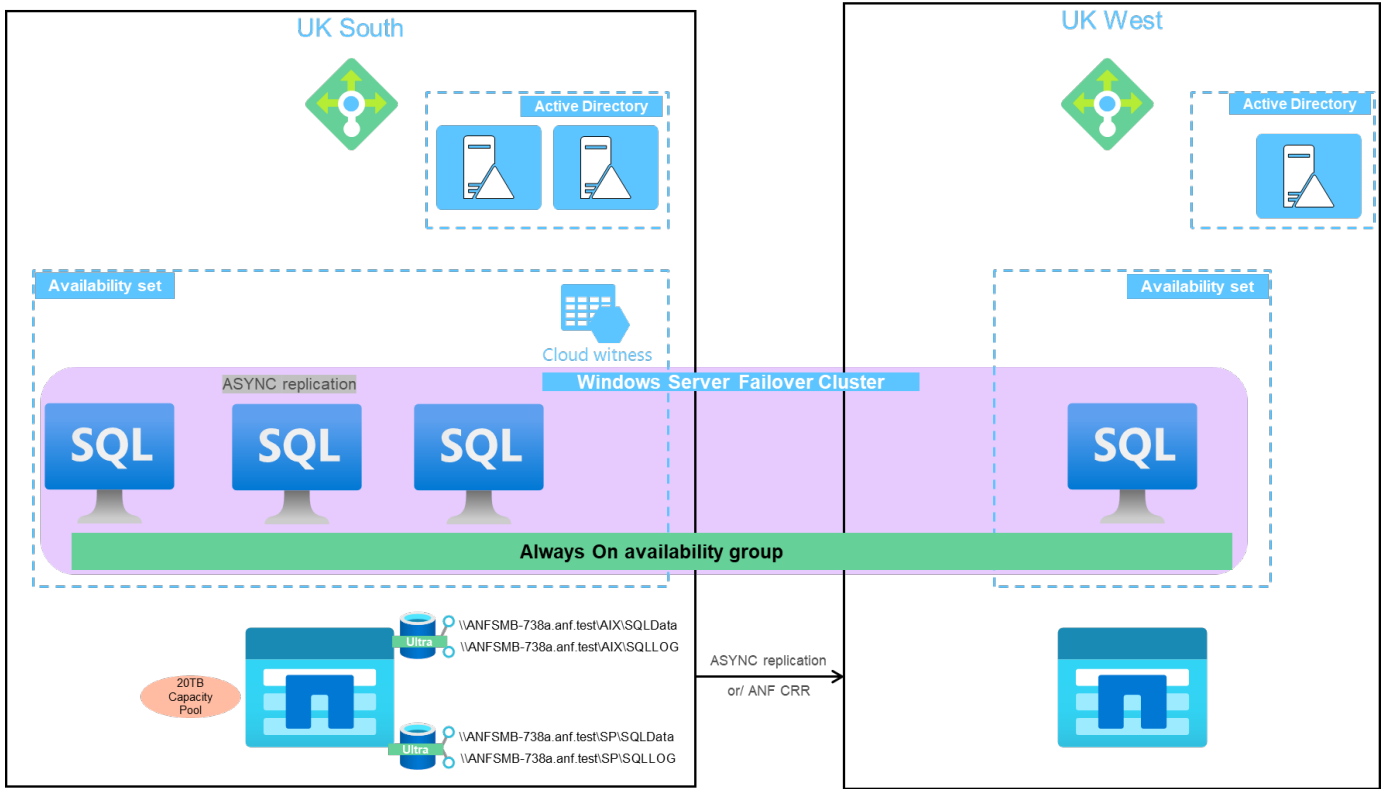 UK South
UK West
Active Directory
Active Directory
Availability set
Availability set
Cloud witness
ASYNC replication
Windows Server Failover Cluster
SQL
SQL
SQL
SQL
Always On availability group
Ultra
\\ANFSMB-738a.anf.test\AIX\SQLData
\\ANFSMB-738a.anf.test\AIX\SQLLOG
20TB
Capacity
Pool
ASYNC replication
or/ ANF CRR
Ultra
\\ANFSMB-738a.anf.test\SP\SQLData
\\ANFSMB-738a.anf.test\SP\SQLLOG